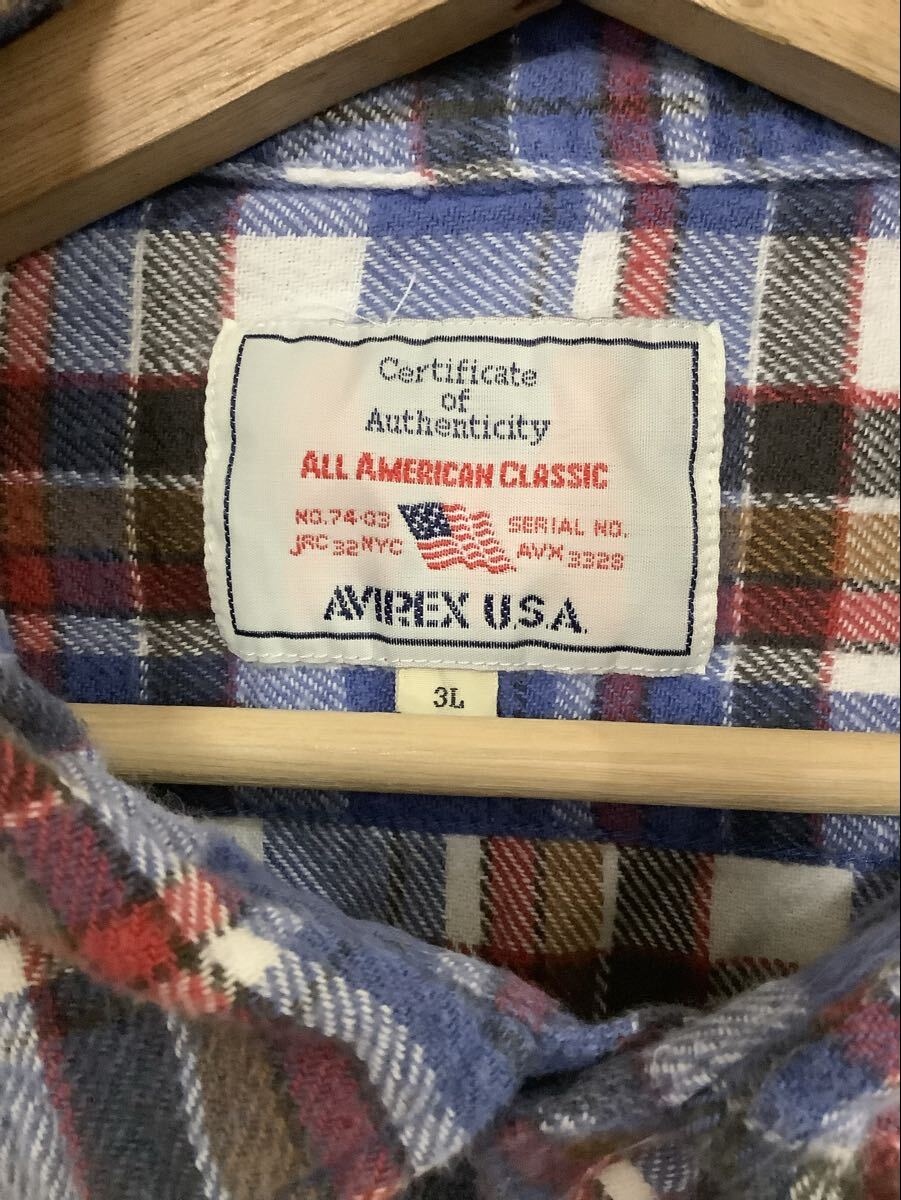 Certificate
of
Authenticity
ALL AMERICAN CLASSIC
NO.74-03
JRC 32 NYC
SERIAL NO.
AVX 3328
AVIREX U.S.A.
3L